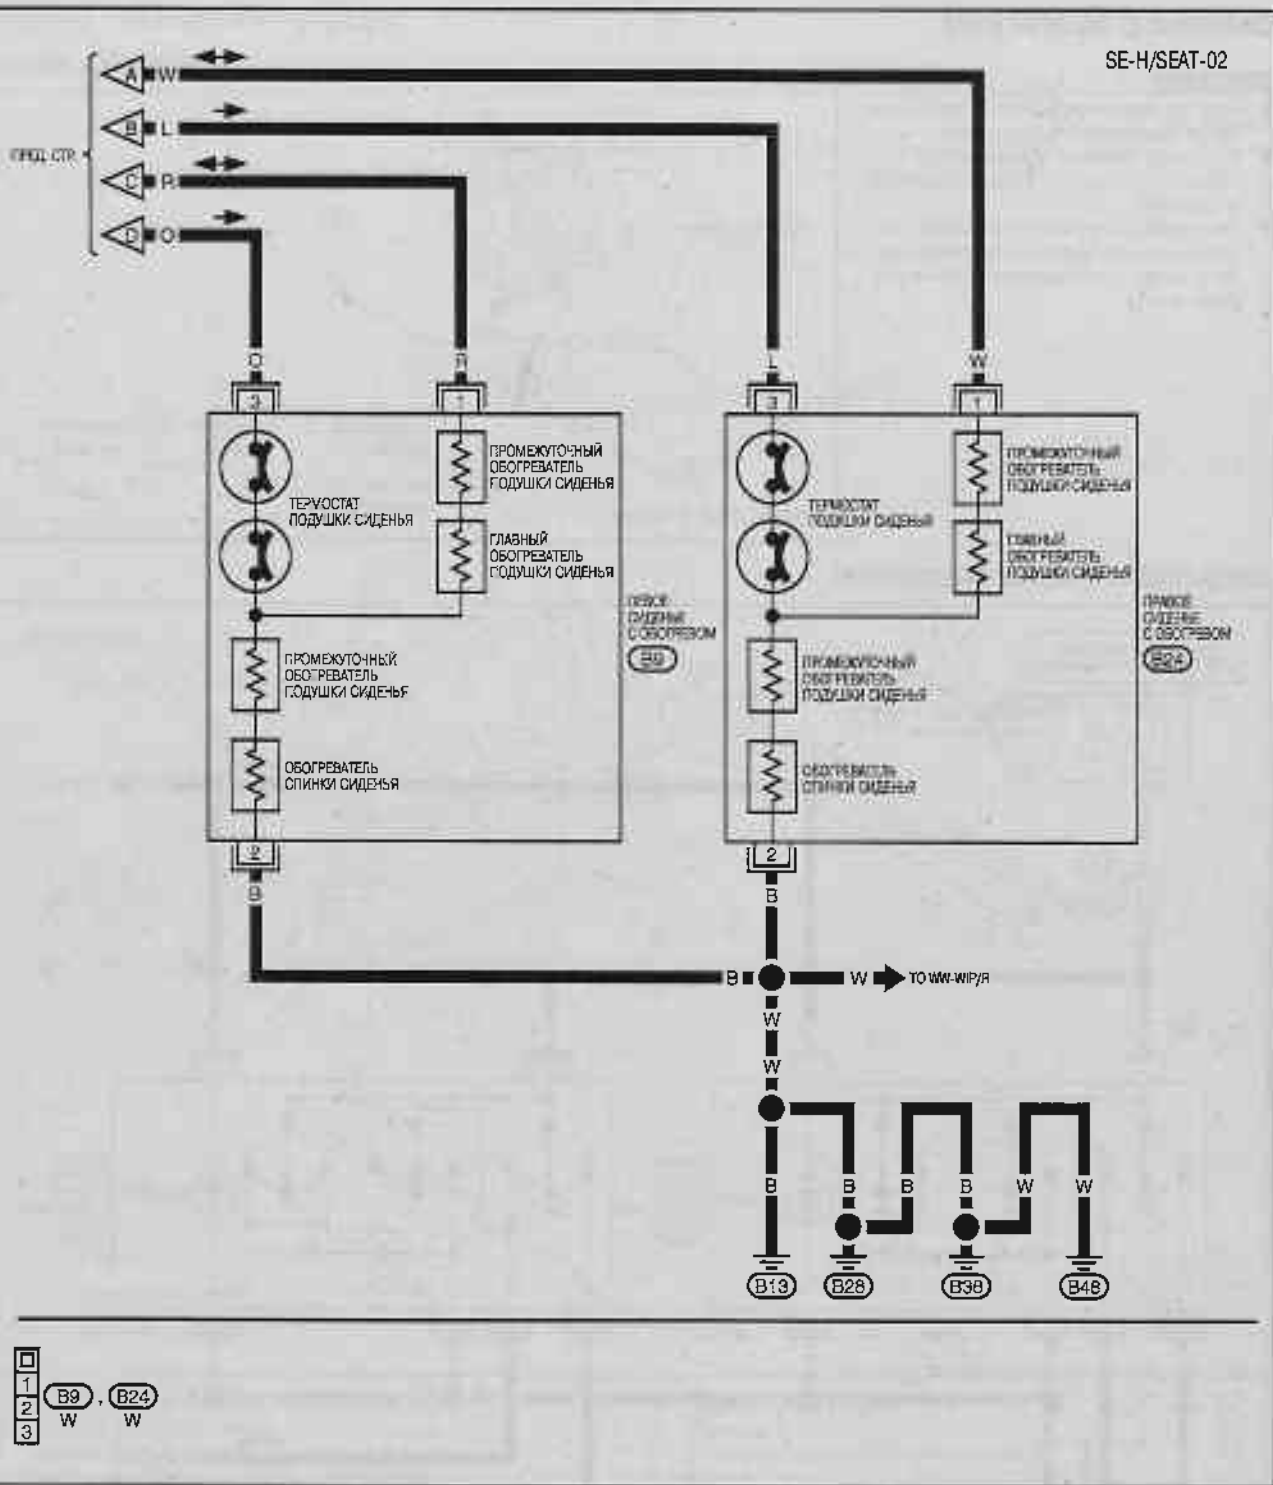 SE-H/SEAT-02
ПРЕД. СТР.
A W
B L
C R
D O
O R L W
3 1 3 1
ПРОМЕЖУТОЧНЫЙ
ОБОГРЕВАТЕЛЬ
ПОДУШКИ СИДЕНЬЯ
ТЕРМОСТАТ
ПОДУШКИ СИДЕНЬЯ
ГЛАВНЫЙ
ОБОГРЕВАТЕЛЬ
ПОДУШКИ СИДЕНЬЯ
ПРОМЕЖУТОЧНЫЙ
ОБОГРЕВАТЕЛЬ
ПОДУШКИ СИДЕНЬЯ
ОБОГРЕВАТЕЛЬ
СПИНКИ СИДЕНЬЯ
ЛЕВОЕ
СИДЕНЬЕ
С ОБОГРЕВОМ
B9
ПРОМЕЖУТОЧНЫЙ
ОБОГРЕВАТЕЛЬ
ПОДУШКИ СИДЕНЬЯ
ТЕРМОСТАТ
ПОДУШКИ СИДЕНЬЯ
ГЛАВНЫЙ
ОБОГРЕВАТЕЛЬ
ПОДУШКИ СИДЕНЬЯ
ПРОМЕЖУТОЧНЫЙ
ОБОГРЕВАТЕЛЬ
ПОДУШКИ СИДЕНЬЯ
ОБОГРЕВАТЕЛЬ
СПИНКИ СИДЕНЬЯ
ПРАВОЕ
СИДЕНЬЕ
С ОБОГРЕВОМ
B24
2 2
B B
B W TO WW-WIP/R
W
W
B B B B W W
B13 B28 B38 B48
1
2
3
B9 , B24
W W